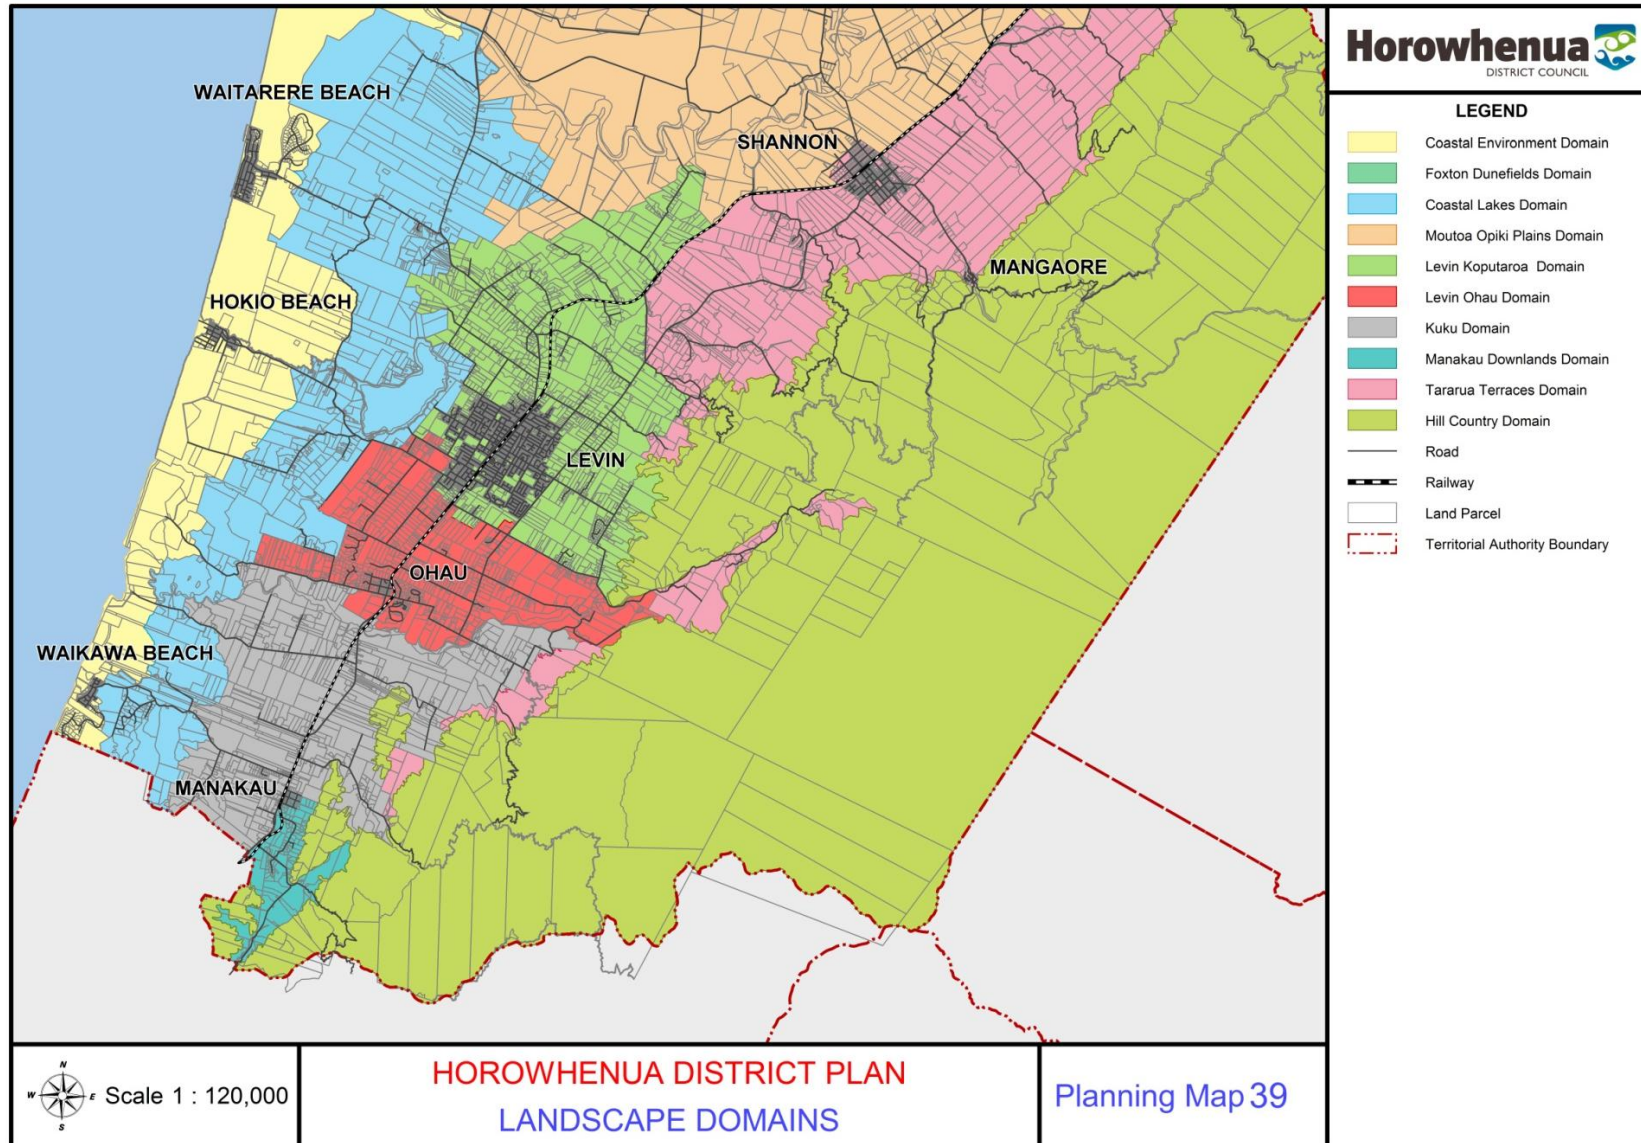 Horowhenua
DISTRICT COUNCIL
LEGEND
Coastal Environment Domain
Foxton Dunefields Domain
Coastal Lakes Domain
Moutoa Opiki Plains Domain
Levin Koputaroa Domain
Levin Ohau Domain
Kuku Domain
Manakau Downlands Domain
Tararua Terraces Domain
Hill Country Domain
Road
Railway
Land Parcel
Territorial Authority Boundary
WAITARERE BEACH
SHANNON
MANGAORE
HOKIO BEACH
LEVIN
OHAU
WAIKAWA BEACH
MANAKAU
N
W
E
S
Scale 1 : 120,000
HOROWHENUA DISTRICT PLAN
LANDSCAPE DOMAINS
Planning Map 39